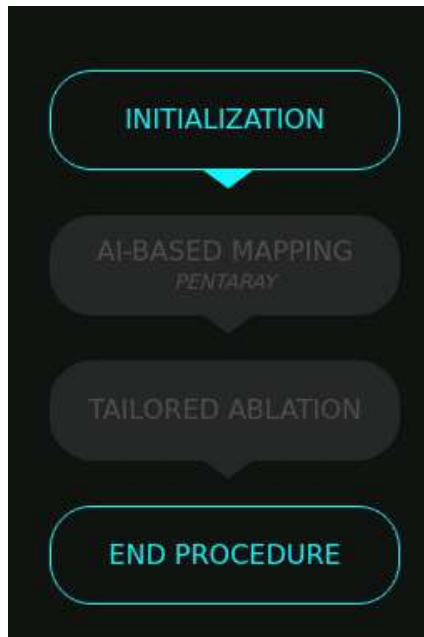 INITIALIZATION
AI-BASED MAPPING
PENTARAY
TAILORED ABLATION
END PROCEDURE